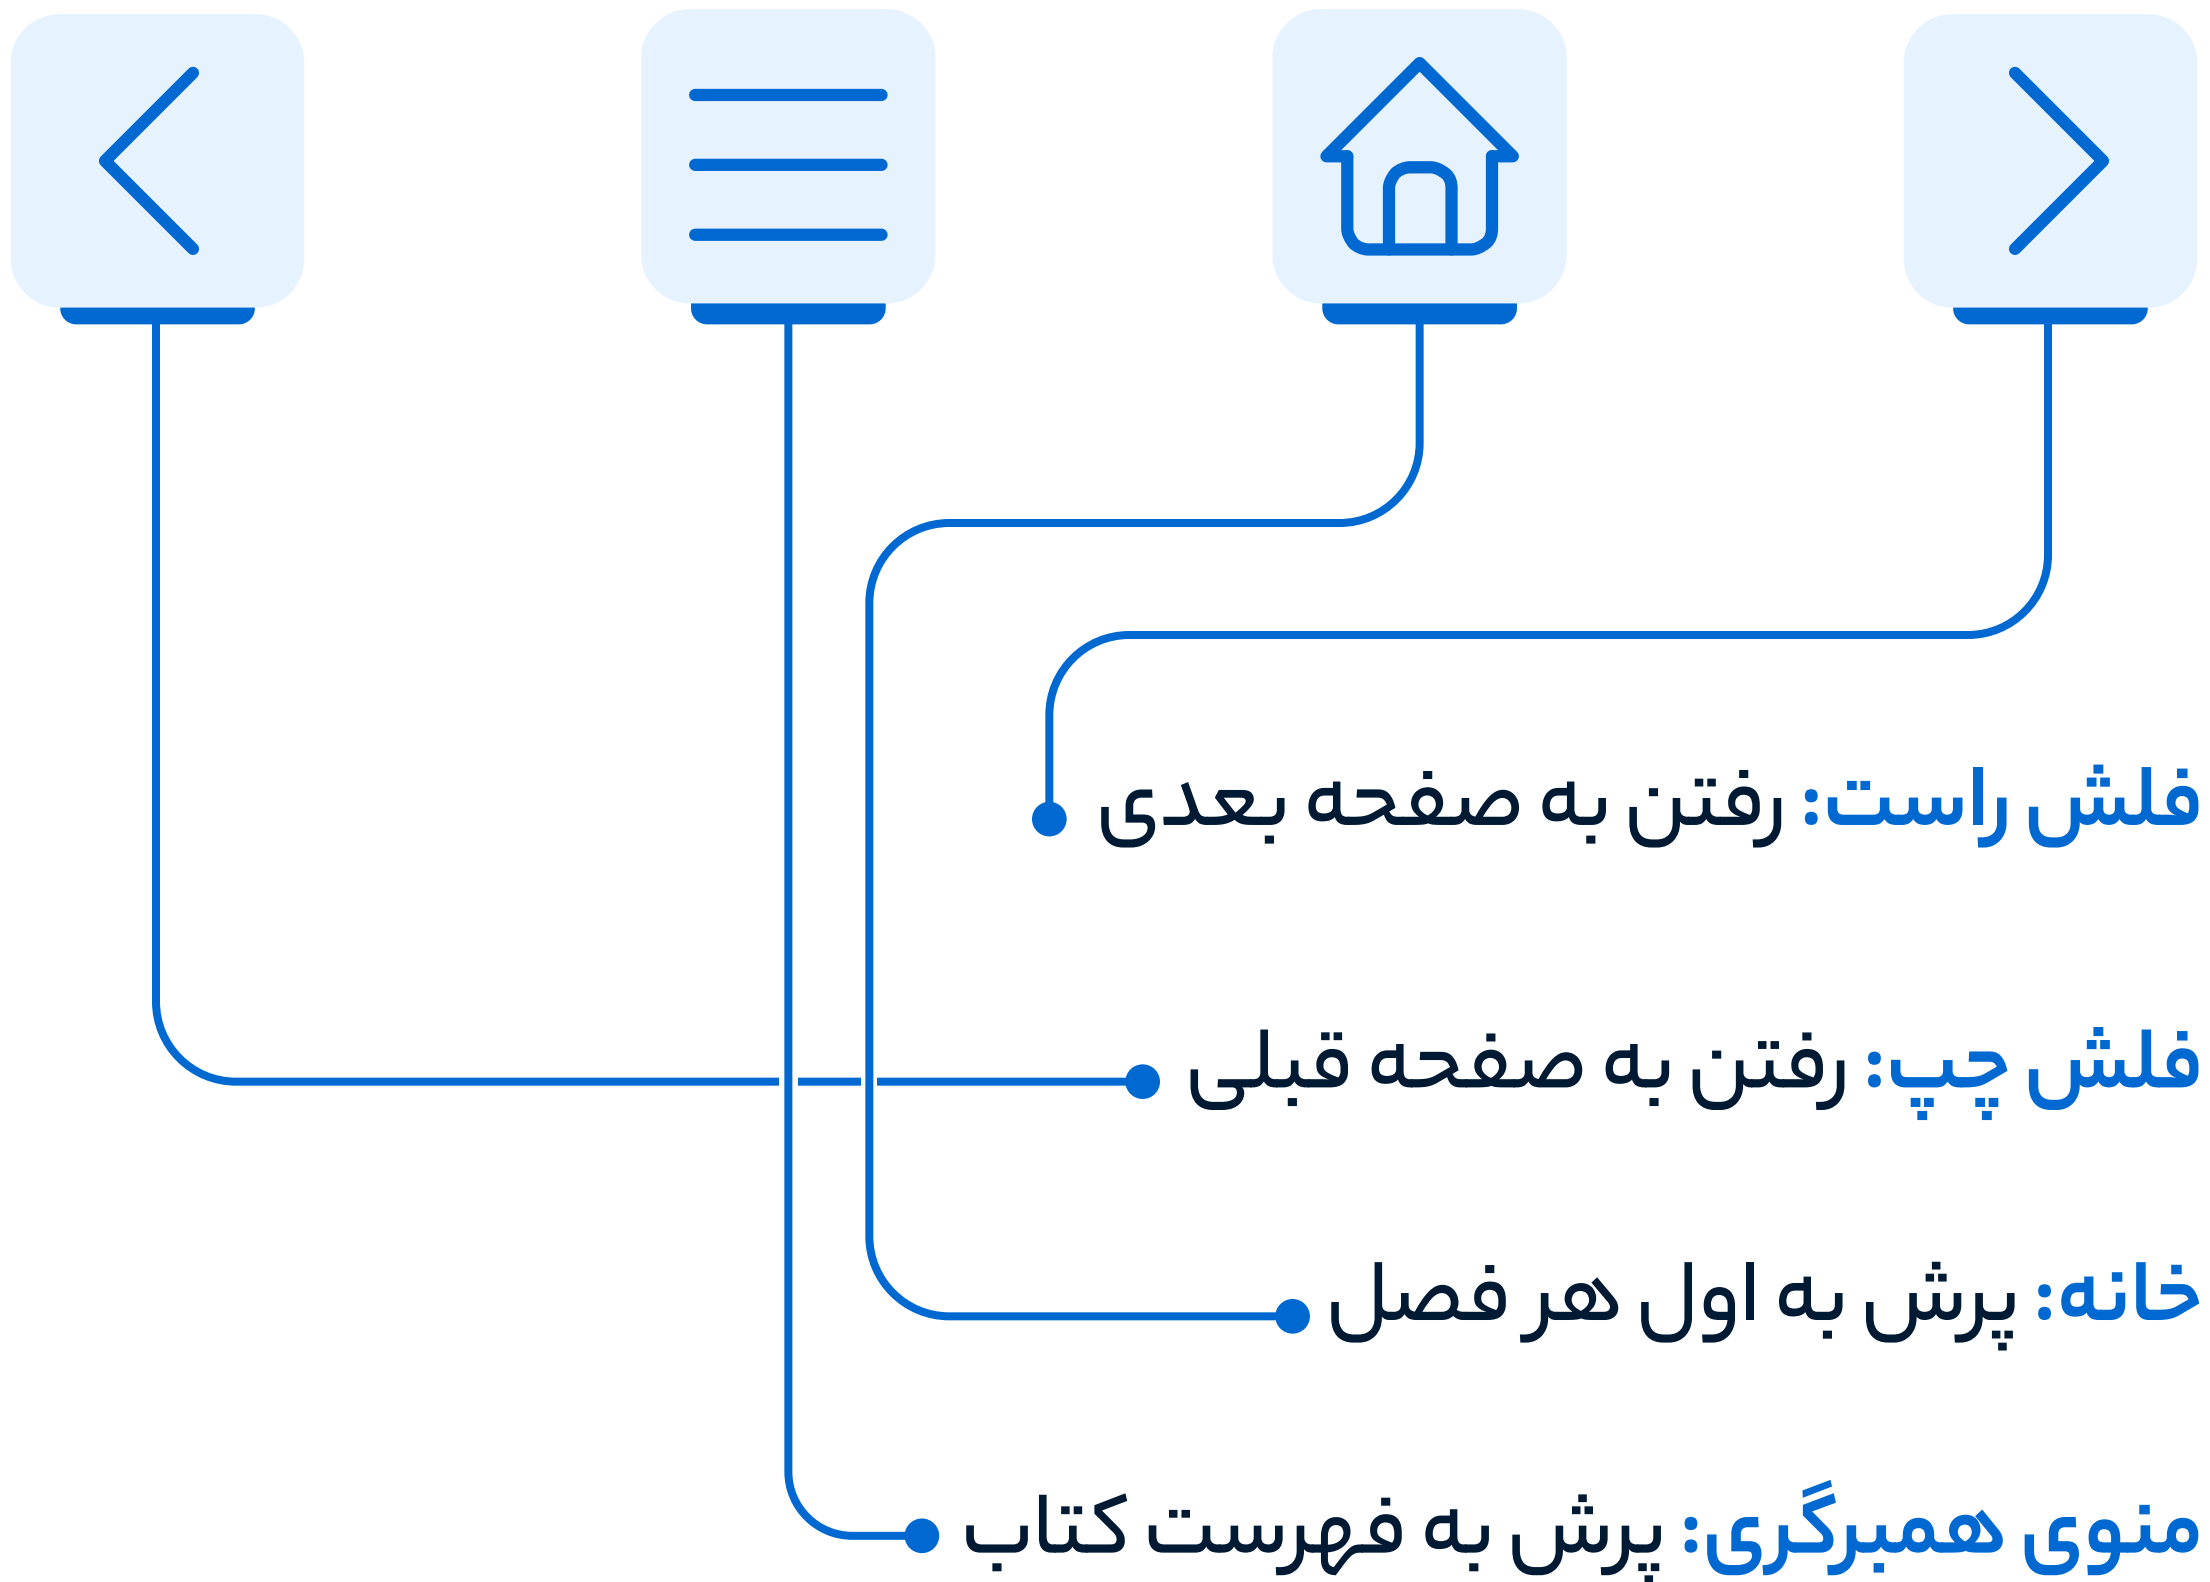 فلش راست: رفتن به صفحه بعدی
فلش چپ: رفتن به صفحه قبلی
خانه: پرش به اول هر فصل
منوی همبرگری: پرش به فهرست کتاب